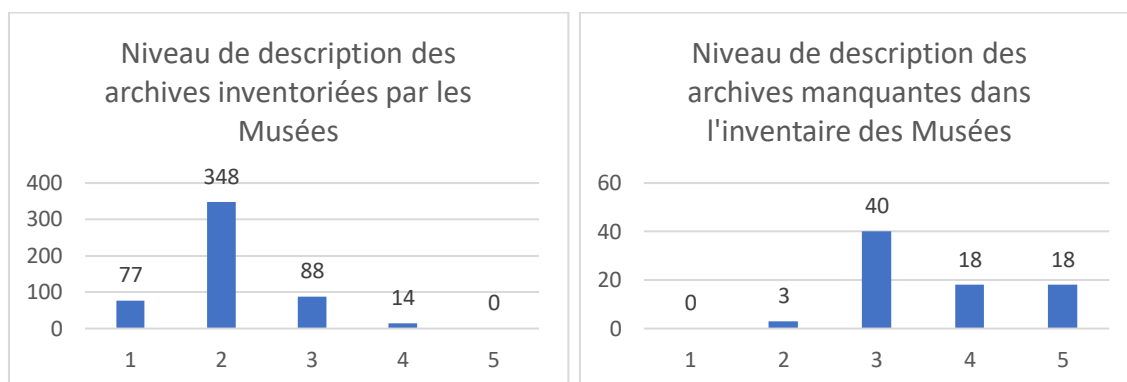 Niveau de description des
archives inventoriées par les
Musées
400
300
200
100
0
77
348
88
14
0
1 2 3 4 5
Niveau de description des
archives manquantes dans
l'inventaire des Musées
60
40
20
0
0
3
40
18
18
1 2 3 4 5